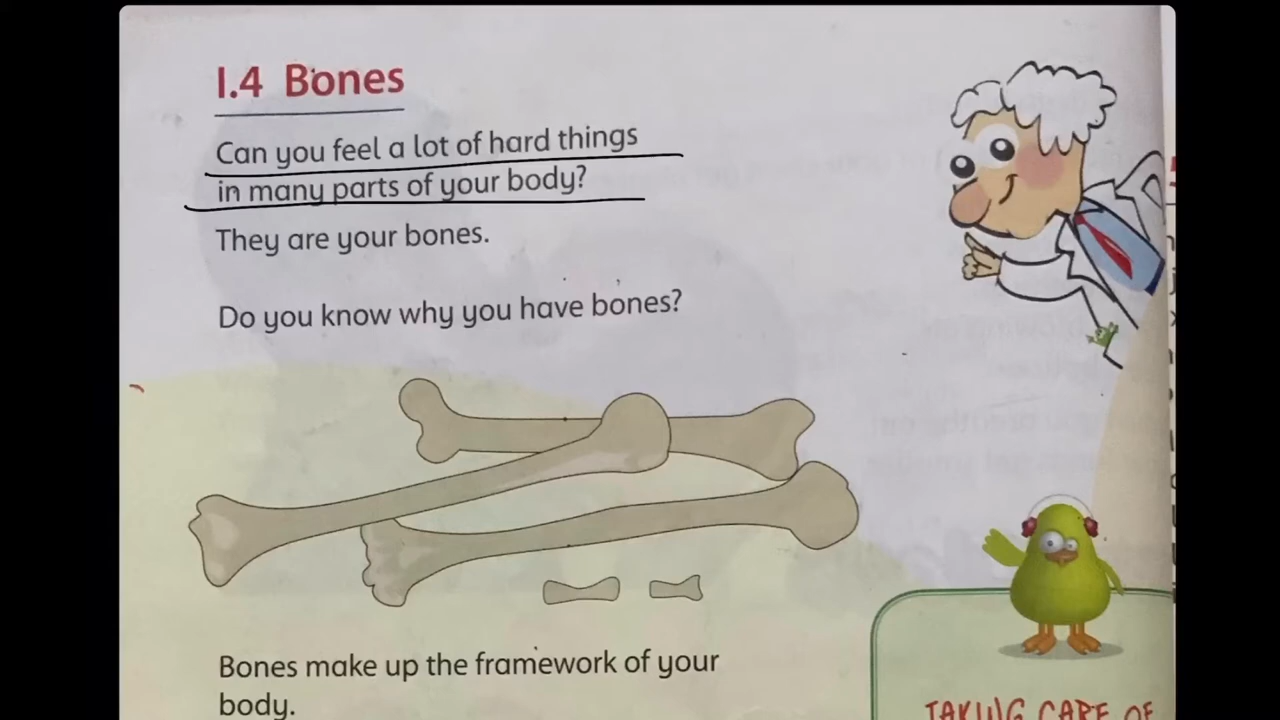 1.4 Bones
Can you feel a lot of hard things
in many parts of your body?
They are your bones.
Do you know why you have bones?
Bones make up the framework of your
body.
TAKING CARE OF